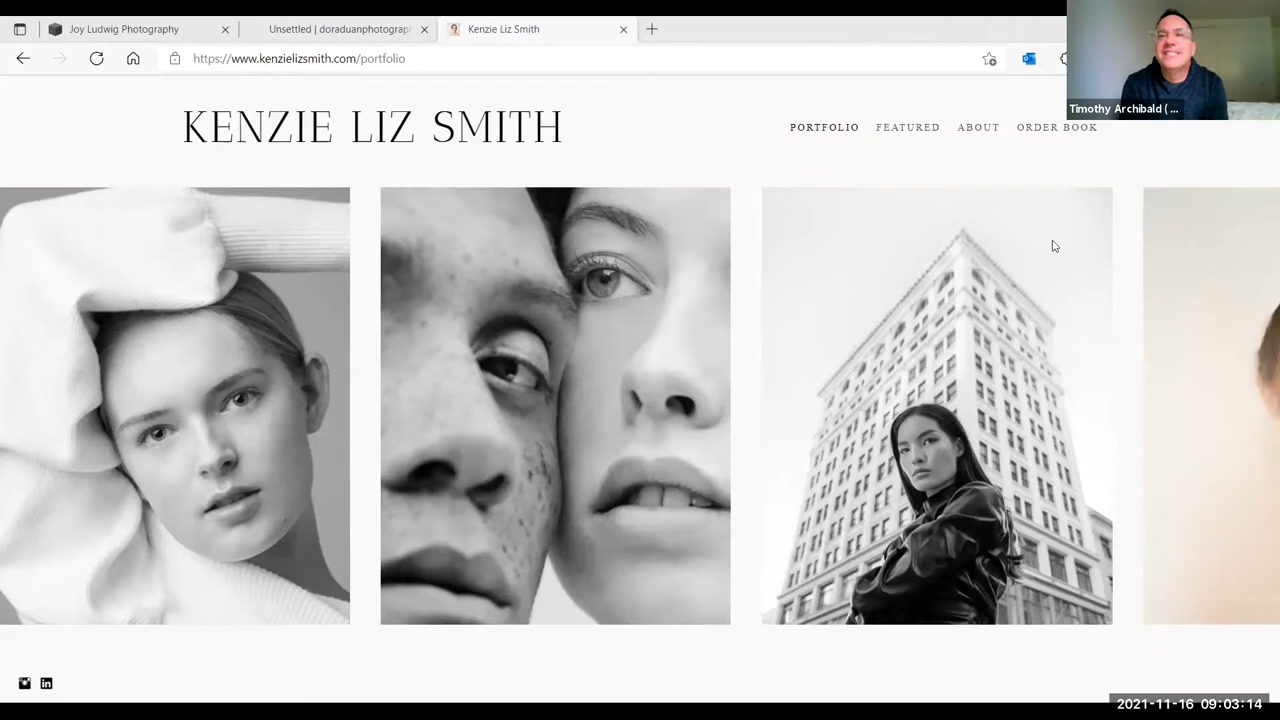 Joy Ludwig Photography
Unsettled | doraduanphotograp
Kenzie Liz Smith
https://www.kenzielizsmith.com/portfolio
KENZIE LIZ SMITH
PORTFOLIO FEATURED ABOUT ORDER BOOK
Timothy Archibald ( ...
in
2021-11-16 09:03:14